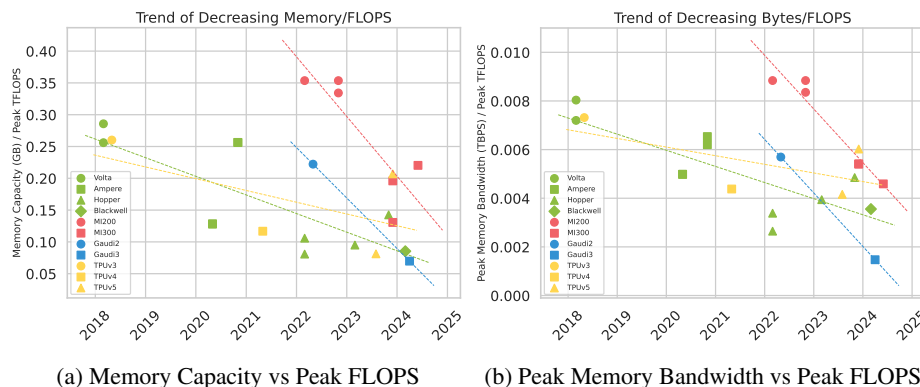 Trend of Decreasing Memory/FLOPS
Memory Capacity (GB) / Peak TFLOPS
0.40
0.35
0.30
0.25
0.20
0.15
0.10
0.05
Volta
Ampere
Hopper
Blackwell
MI200
MI300
Gaudi2
Gaudi3
TPUv3
TPUv4
TPUv5
2018
2019
2020
2021
2022
2023
2024
2025
(a) Memory Capacity vs Peak FLOPS
Trend of Decreasing Bytes/FLOPS
Peak Memory Bandwidth (TBPS) / Peak TFLOPS
0.010
0.008
0.006
0.004
0.002
0.000
Volta
Ampere
Hopper
Blackwell
MI200
MI300
Gaudi2
Gaudi3
TPUv3
TPUv4
TPUv5
2018
2019
2020
2021
2022
2023
2024
2025
(b) Peak Memory Bandwidth vs Peak FLOPS